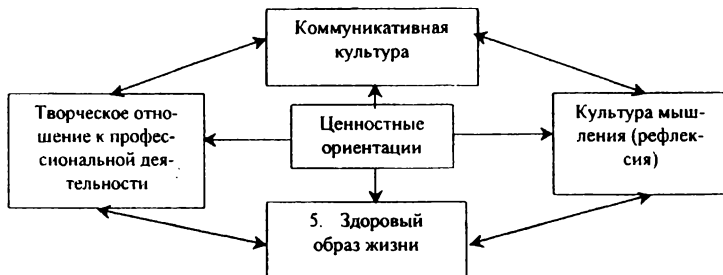 Коммуникативная
культура
Творческое отно-
шение к профес-
сиональной дея-
тельности
Ценностные
ориентации
Культура мыш-
ления (рефлек-
сия)
5. Здоровый
образ жизни